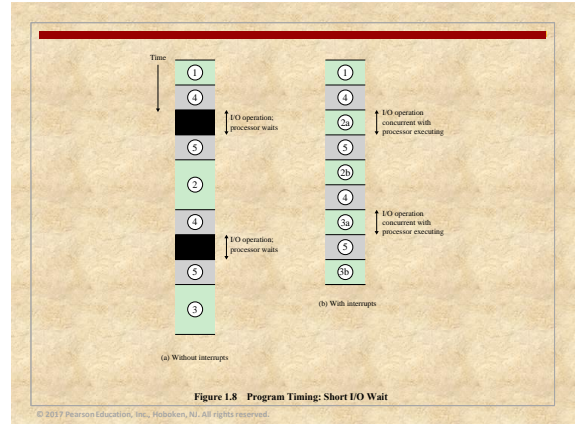 Time
1
4
I/O operation;
processor waits
5
2
4
I/O operation;
processor waits
5
3
(a) Without interrupts
1
4
2a
I/O operation
concurrent with
processor executing
5
2b
4
3a
I/O operation
concurrent with
processor executing
5
3b
(b) With interrupts
Figure 1.8 Program Timing: Short I/O Wait
© 2017 Pearson Education, Inc., Hoboken, NJ. All rights reserved.